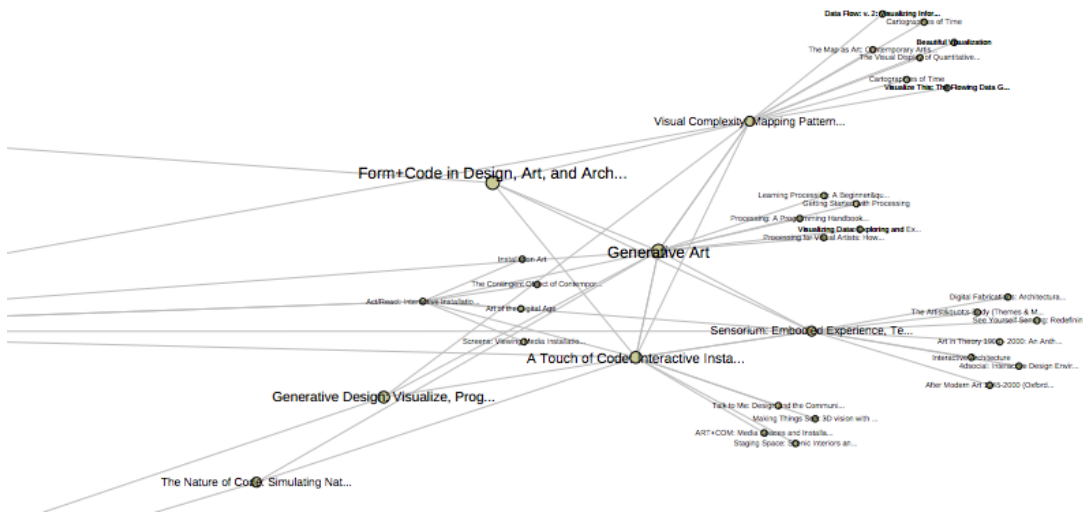 Data Flow: v. 2: Visualizing Infor...
Cartographies of Time
Beautiful Visualization
The Map as Art: Contemporary Artis...
The Visual Display of Quantitative...
Cartographies of Time
Visualize This: The Flowing Data G...
Visual Complexity: Mapping Pattern...
Form+Code in Design, Art, and Arch...
Learning Processing: A Beginner&qu...
Getting Started with Processing
Processing: A Programming Handbook...
Visualizing Data: Exploring and Ex...
Processing for Visual Artists: How...
Generative Art
Installation Art
The Contingent Object of Contempor...
Act/React: Interactive Installatio...
Art of the Digital Age
Digital Fabrications: Architectura...
The Artist&quot;s Body (Themes & M...
See Yourself Sensing: Redefinin
Sensorium: Embodied Experience, Te...
Screens: Viewing Media Installatio...
Art in Theory 1900 - 2000: An Anth...
A Touch of Code: Interactive Insta...
Interactive Architecture
4dsocial: Interactive Design Envir...
After Modern Art 1945-2000 (Oxford...
Generative Design: Visualize, Prog...
Talk to Me: Design and the Communi...
Making Things See: 3D vision with ...
ART+COM: Media Spaces and Installa...
Staging Space: Scenic Interiors an...
The Nature of Code: Simulating Nat...